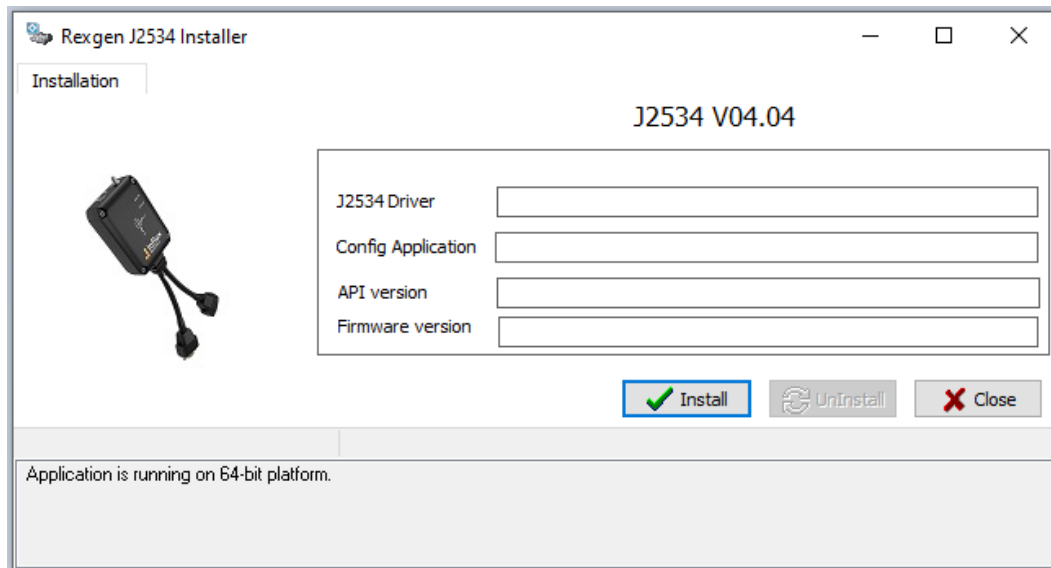 Rexgen J2534 Installer
Installation
J2534 V04.04
J2534 Driver
Config Application
API version
Firmware version
Install
UnInstall
Close
Application is running on 64-bit platform.